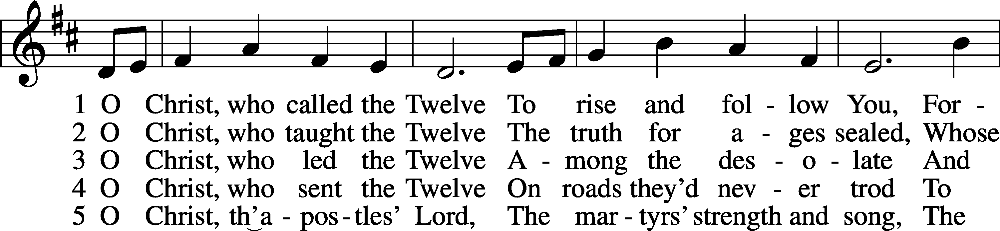 1 O Christ, who called the Twelve To rise and fol - low You, For -
2 O Christ, who taught the Twelve The truth for a - ges sealed, Whose
3 O Christ, who led the Twelve A - mong the des - o - late And
4 O Christ, who sent the Twelve On roads they’d nev - er trod To
5 O Christ, th’a - pos - tles’ Lord, The mar - tyrs’ strength and song, The